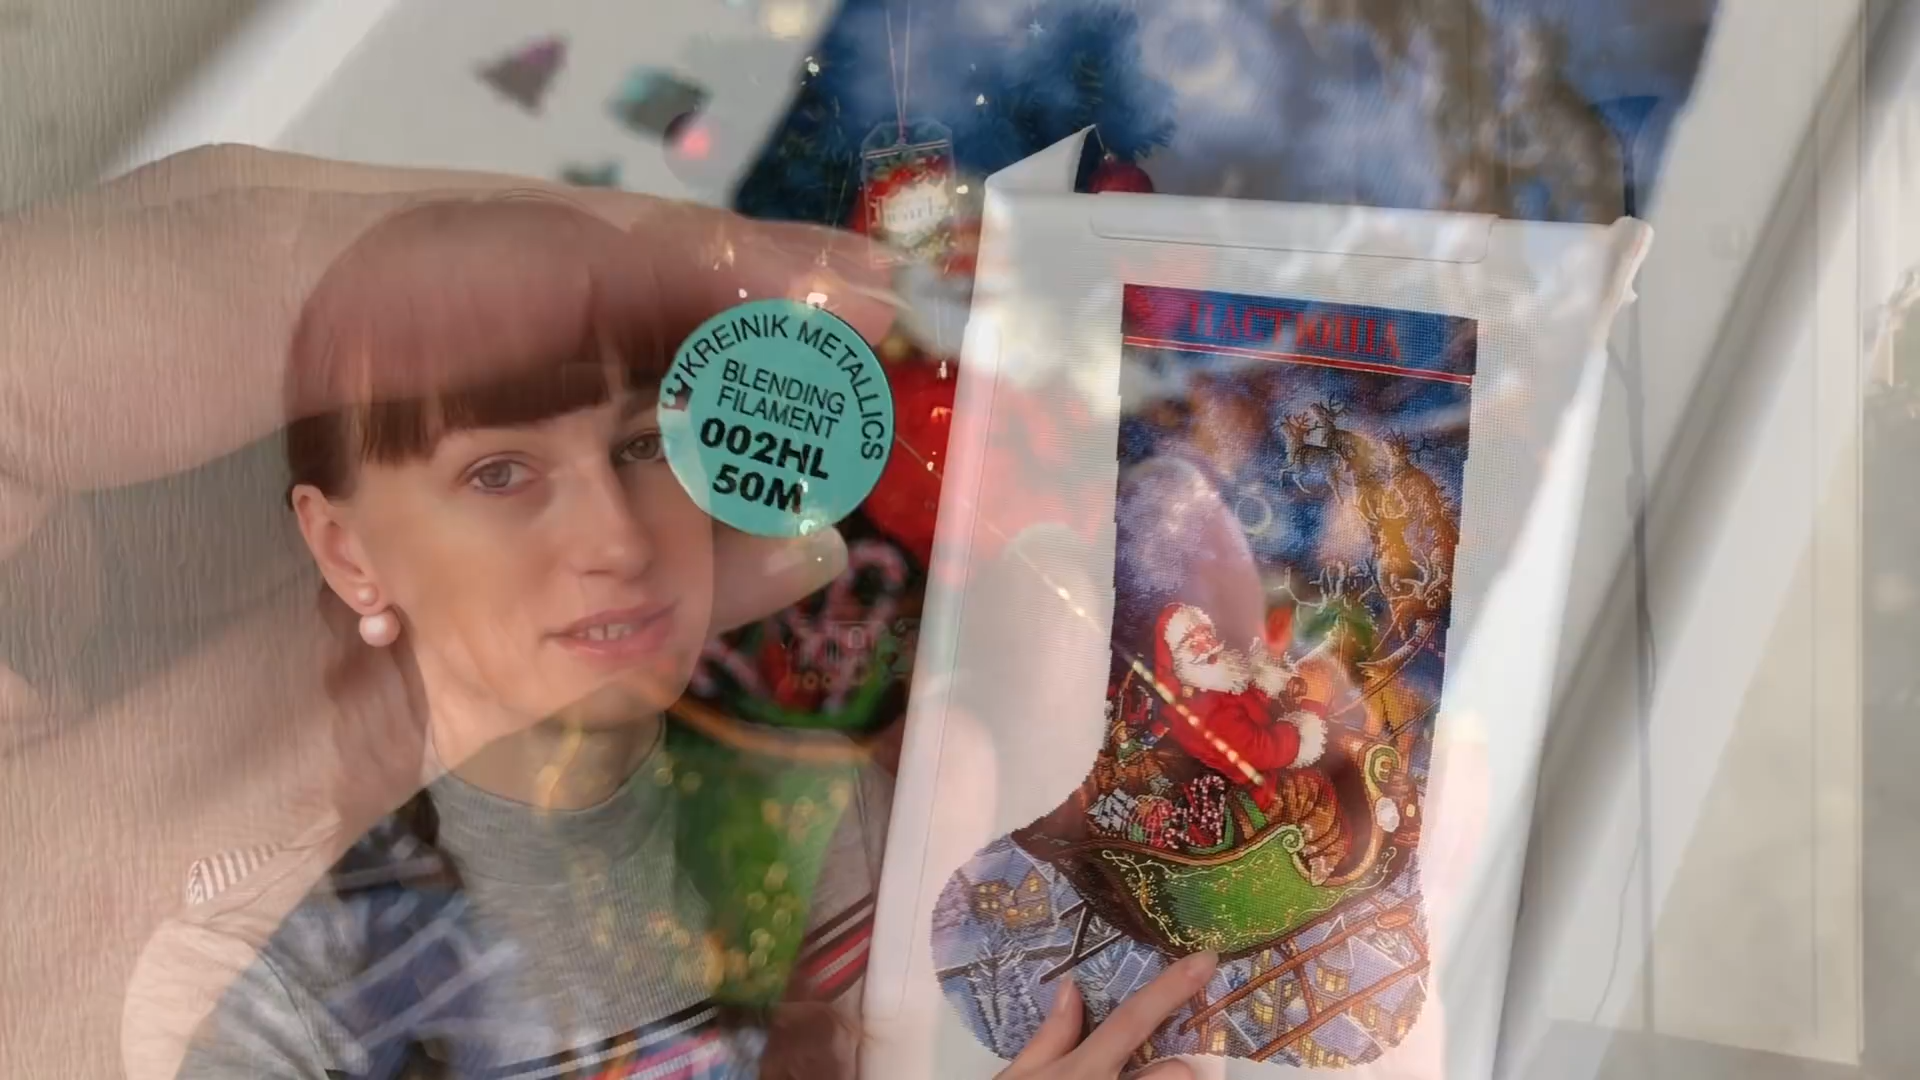 KREINIK METALLICS
BLENDING
FILAMENT
002HL
50M
НАСТЮША